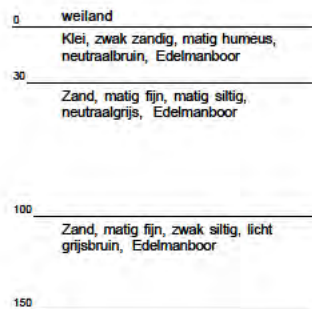 0 weiland
Klei, zwak zandig, matig humeus,
neutraalbruin, Edelmanboor
30
Zand, matig fijn, matig siltig,
neutraalgrijs, Edelmanboor
100
Zand, matig fijn, zwak siltig, licht
grijsbruin, Edelmanboor
150